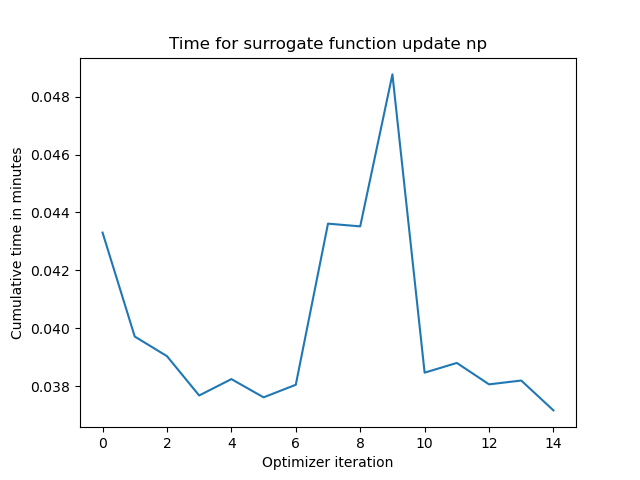 Time for surrogate function update np
Cumulative time in minutes
0.048
0.046
0.044
0.042
0.040
0.038
0 2 4 6 8 10 12 14
Optimizer iteration